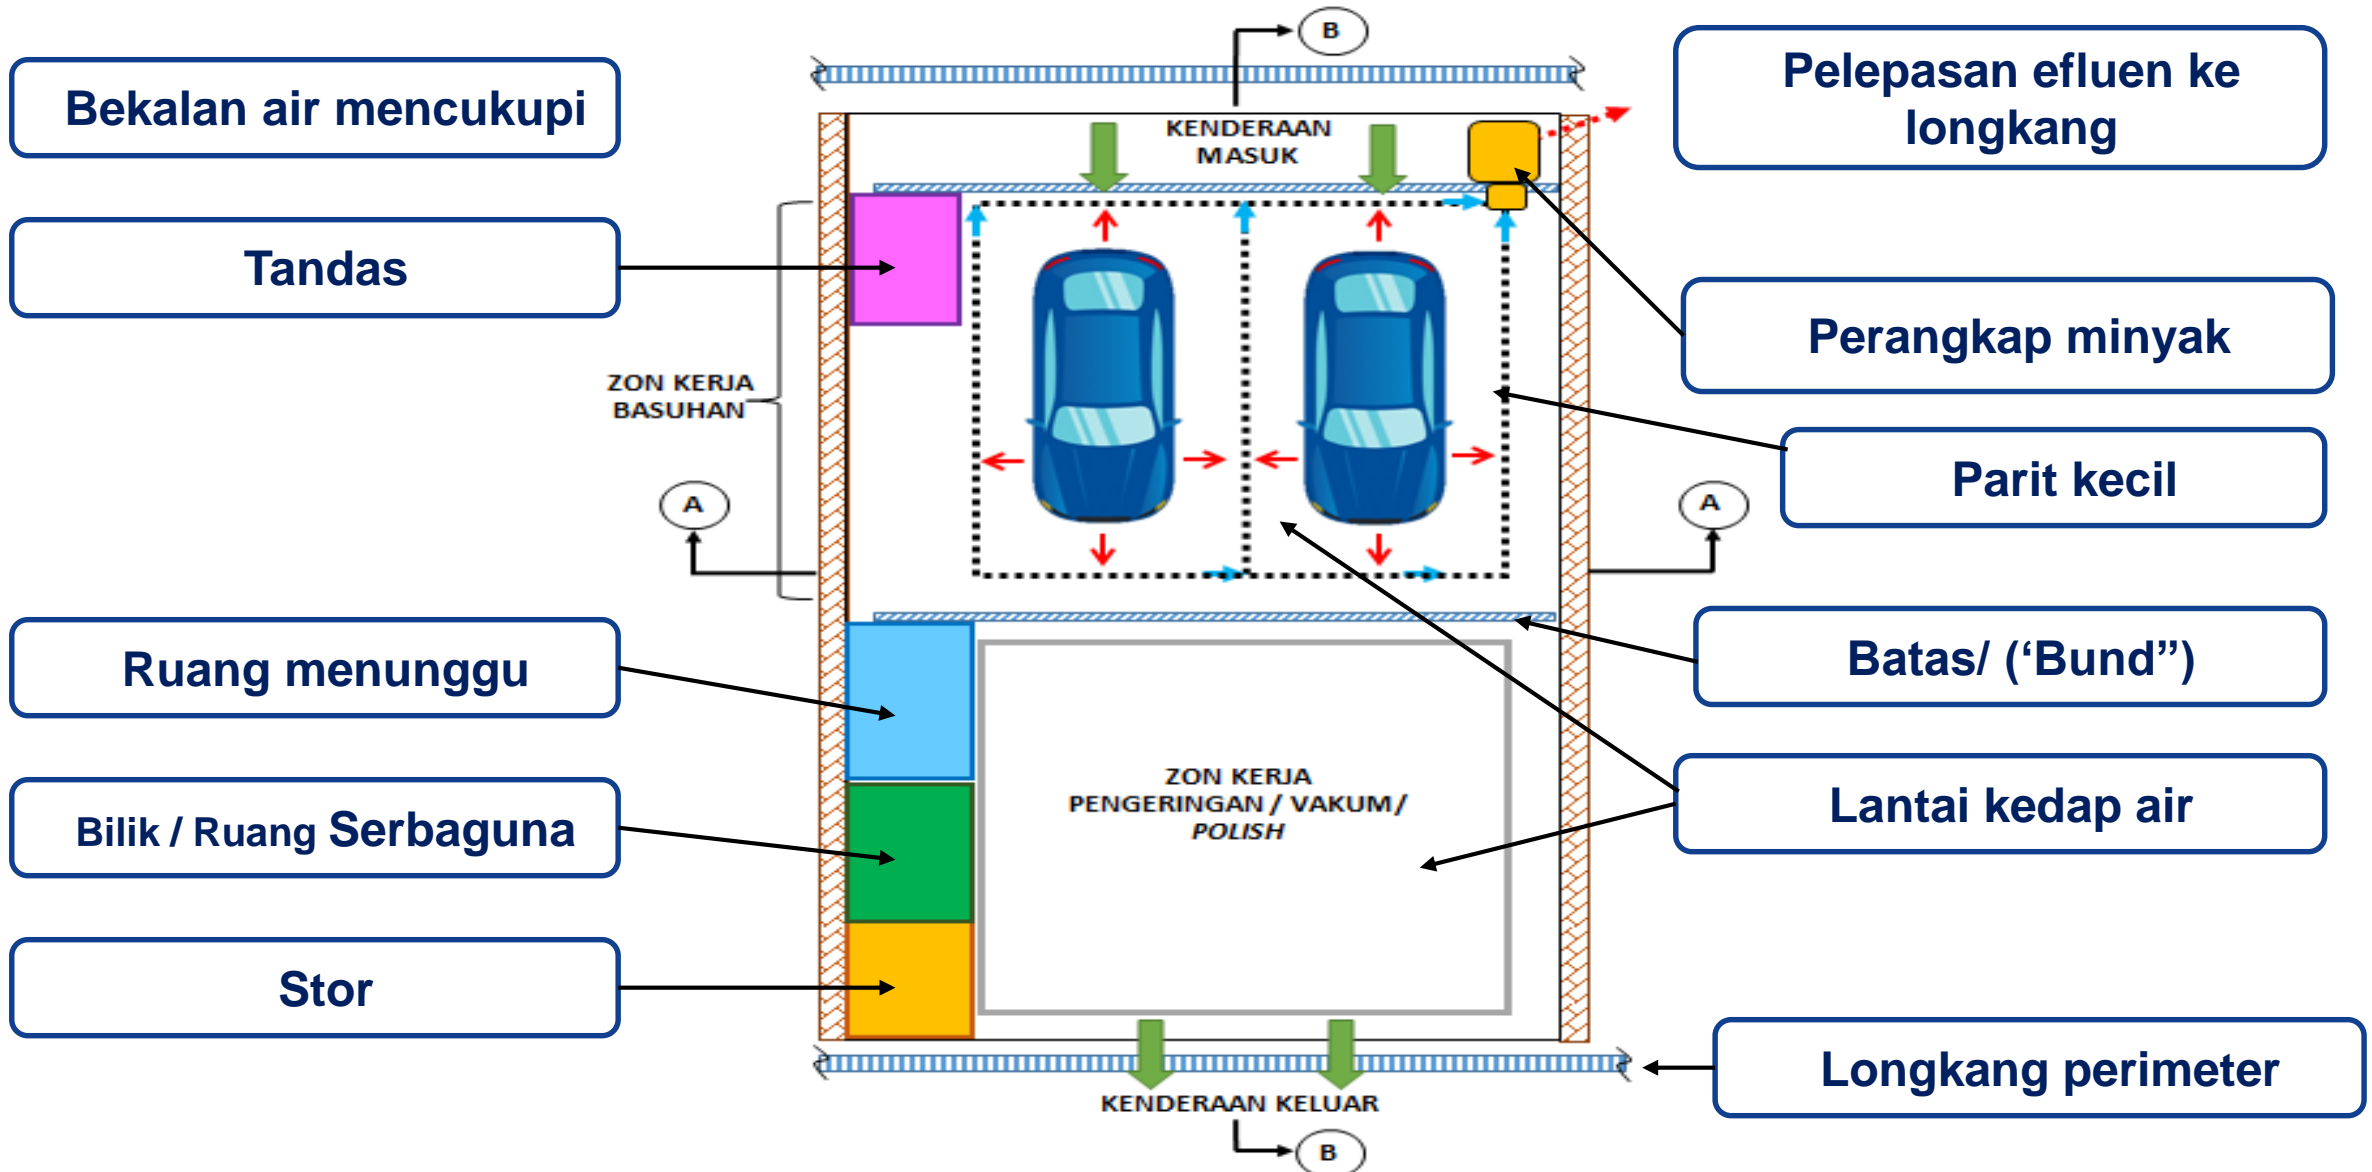 B
Bekalan air mencukupi
Pelepasan efluen ke
longkang
KENDERAAN
MASUK
Tandas
Perangkap minyak
ZON KERJA
BASUHAN
Parit kecil
A
A
Ruang menunggu
Batas/ (‘Bund”)
ZON KERJA
PENGERINGAN / VAKUM /
POLISH
Bilik / Ruang Serbaguna
Lantai kedap air
Stor
Longkang perimeter
KENDERAAN KELUAR
B